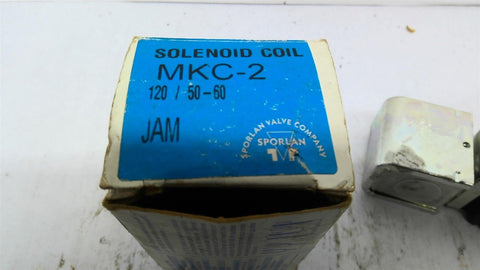 SOLENOID COIL
MKC-2
120 / 50-60
JAM
SPORLAN VALVE COMPANY
SPORLAN